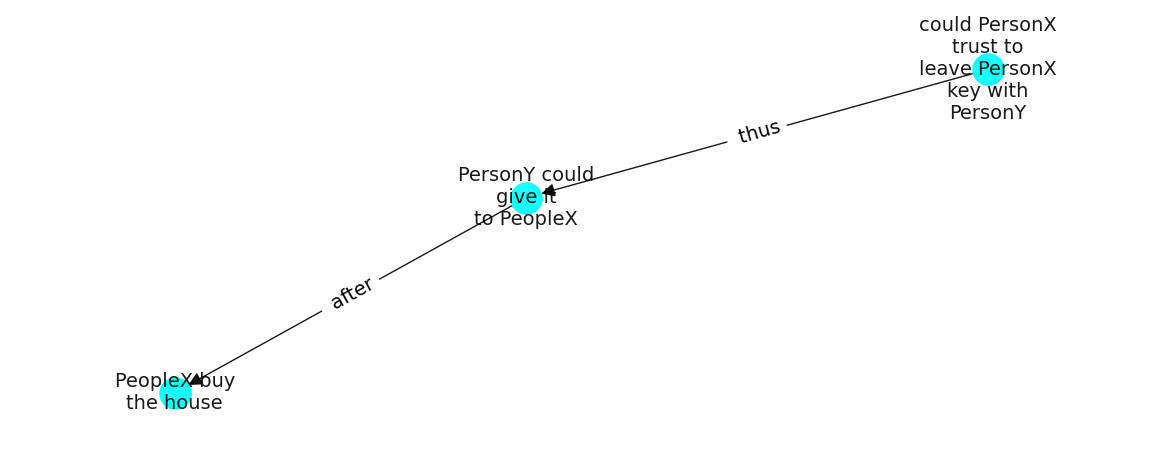 could PersonX
trust to
leave PersonX
key with
PersonY
thus
PersonY could
give it
to PeopleX
after
PeopleX buy
the house